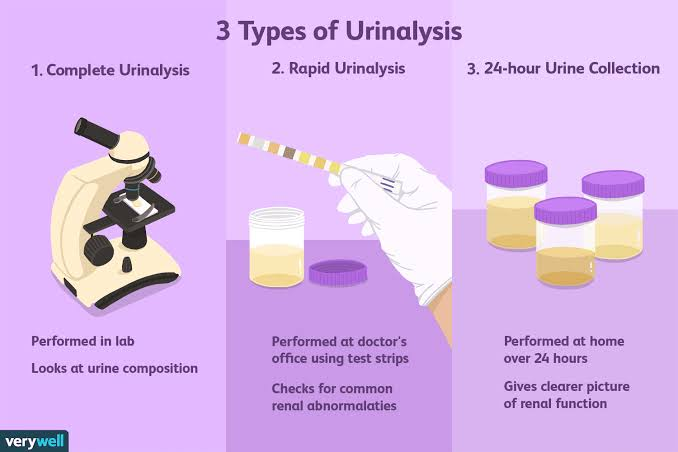 3 Types of Urinalysis
1. Complete Urinalysis
Performed in lab
Looks at urine composition
2. Rapid Urinalysis
Performed at doctor's
office using test strips
Checks for common
renal abnormalaties
3. 24-hour Urine Collection
Performed at home
over 24 hours
Gives clearer picture
of renal function
verywell